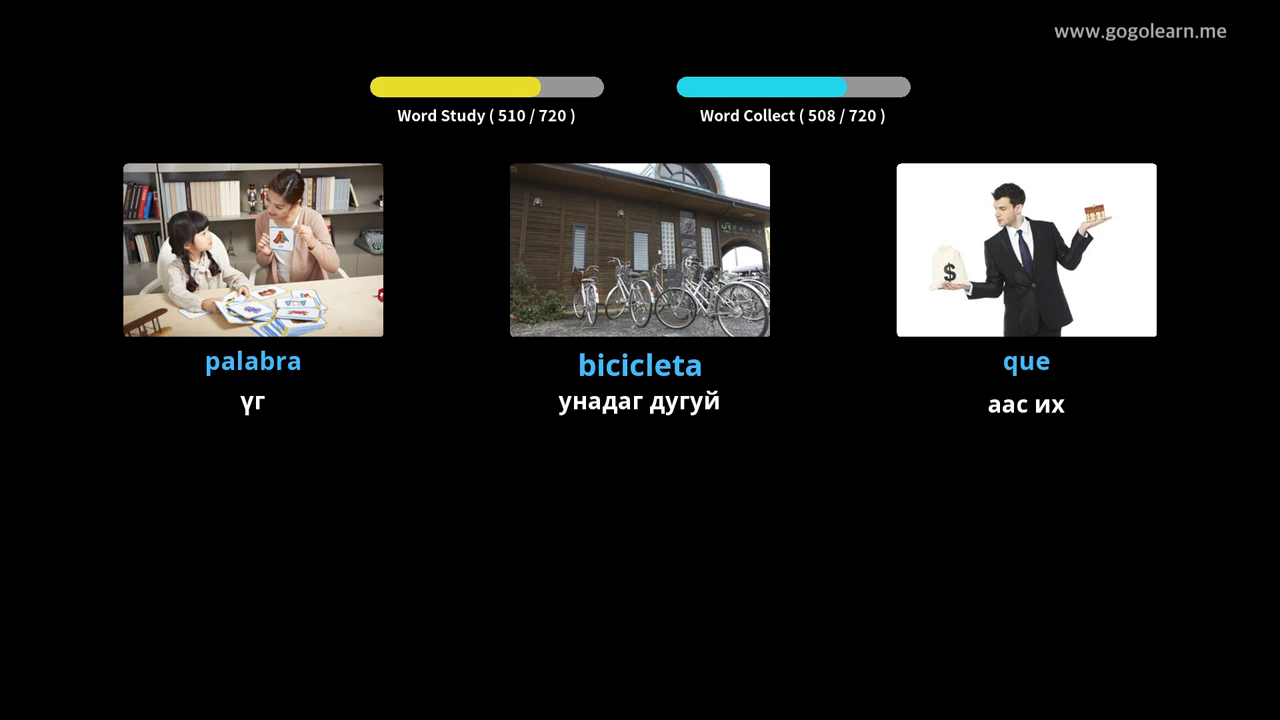 www.gogolearn.me
Word Study ( 510 / 720 )
Word Collect ( 508 / 720 )
palabra
bicicleta
que
үг
унадаг дугуй
аас их
$